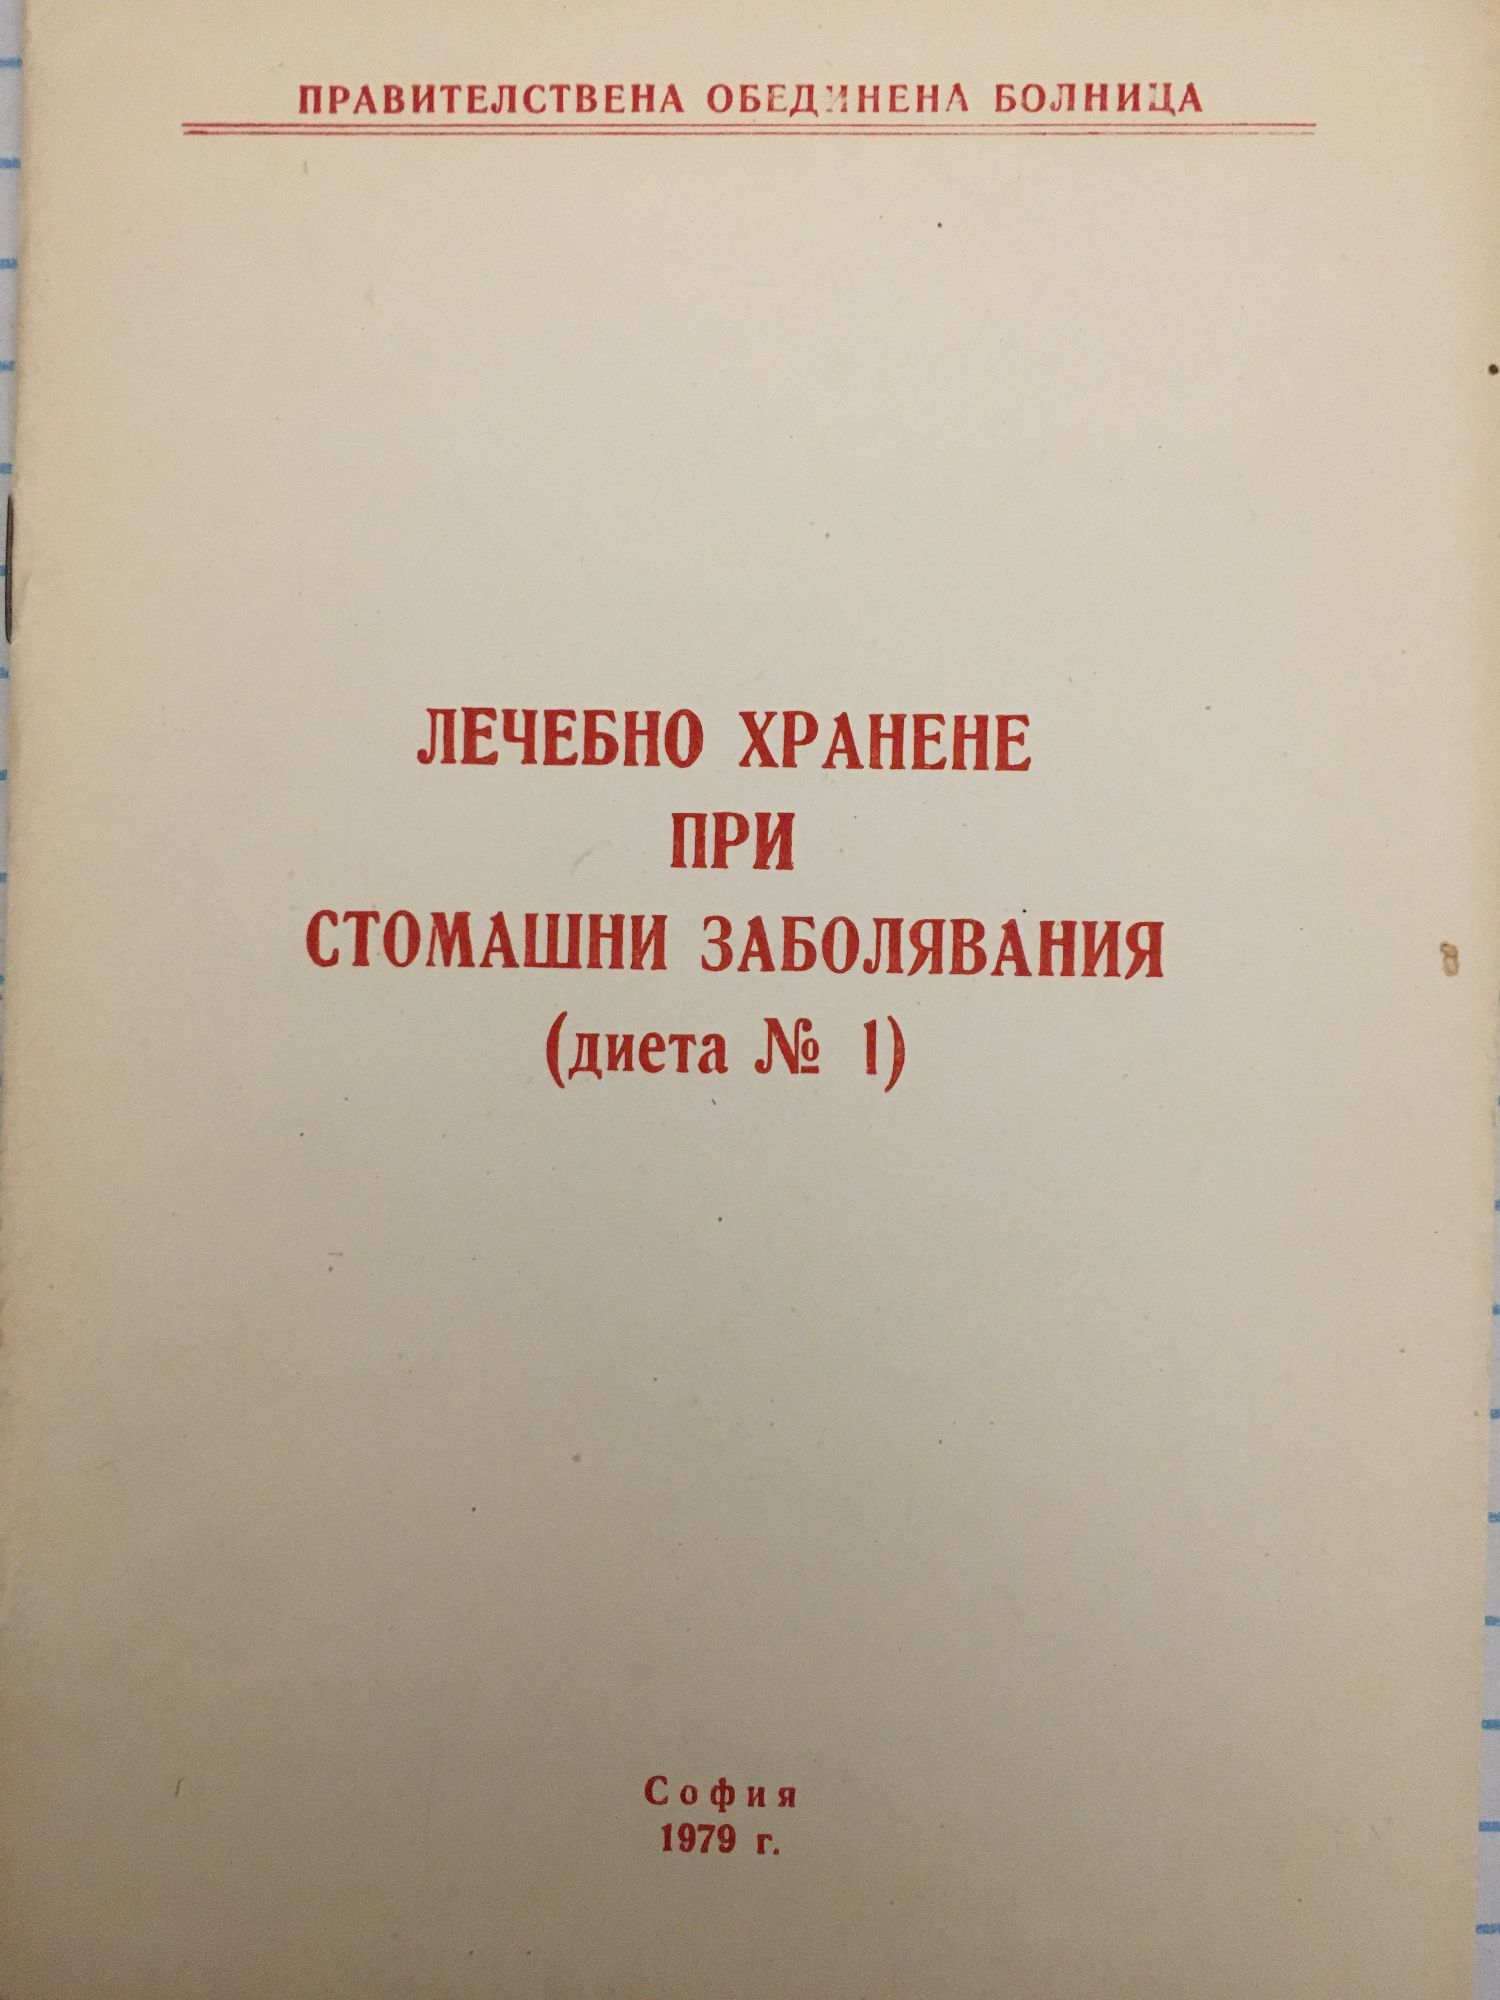 ПРАВИТЕЛСТВЕНА ОБЕДИНЕНА БОЛНИЦА
ЛЕЧЕБНО ХРАНЕНЕ
ПРИ
СТОМАШНИ ЗАБОЛЯВАНИЯ
(диета № 1)
София
1979 г.